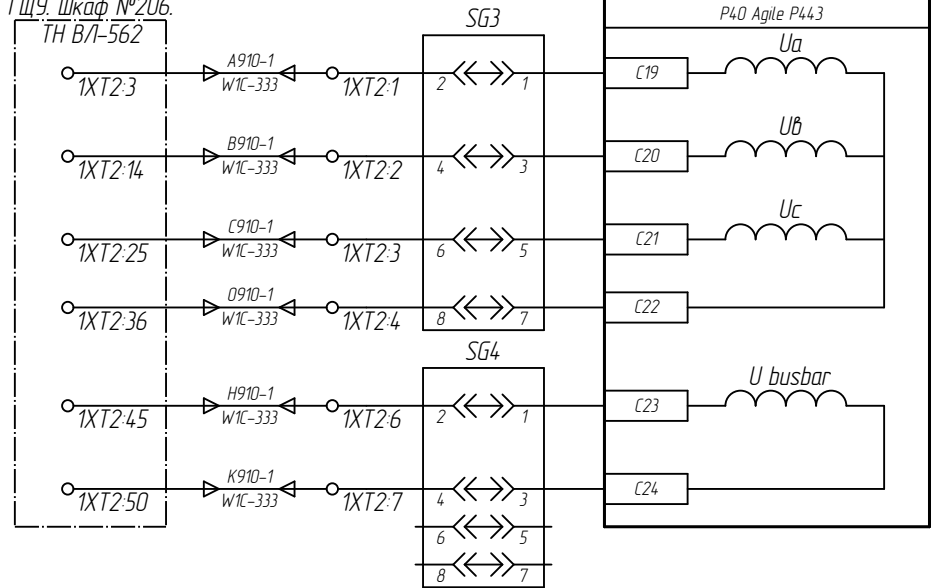 ГЩУ. Шкаф №206.
ТН ВЛ-562
SG3
P40 Agile P443
1XT2:3
A910-1
W1C-333
1XT2:1
2
1
C19
Uа
1XT2:14
B910-1
W1C-333
1XT2:2
4
3
C20
Uв
1XT2:25
C910-1
W1C-333
1XT2:3
6
5
C21
Uс
1XT2:36
0910-1
W1C-333
1XT2:4
8
7
C22
SG4
1XT2:45
H910-1
W1C-333
1XT2:6
2
1
C23
U busbar
1XT2:50
K910-1
W1C-333
1XT2:7
4
3
C24
6
5
8
7